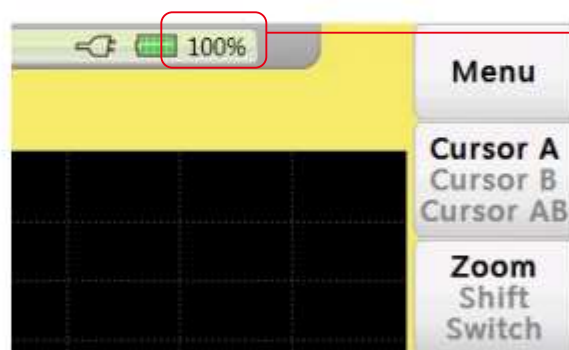 100%
Menu
Cursor A
Cursor B
Cursor AB
Zoom
Shift
Switch